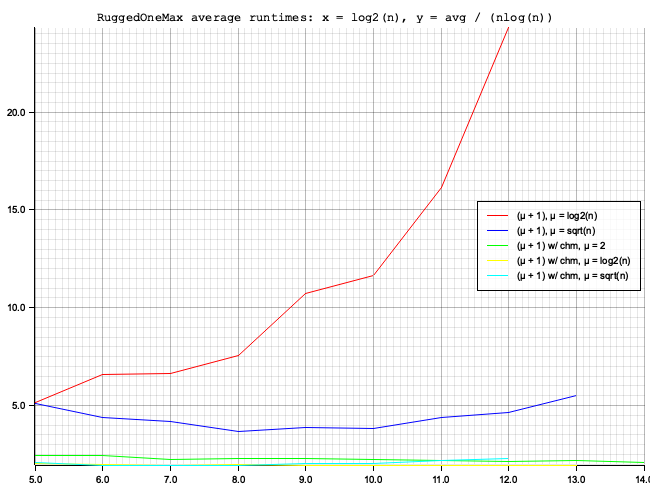 RuggedOneMax average runtimes: x = log2(n), y = avg / (nlog(n))
20.0
15.0
10.0
5.0
(μ + 1), μ = log2(n)
(μ + 1), μ = sqrt(n)
(μ + 1) w/ chm, μ = 2
(μ + 1) w/ chm, μ = log2(n)
(μ + 1) w/ chm, μ = sqrt(n)
5.0 6.0 7.0 8.0 9.0 10.0 11.0 12.0 13.0 14.0